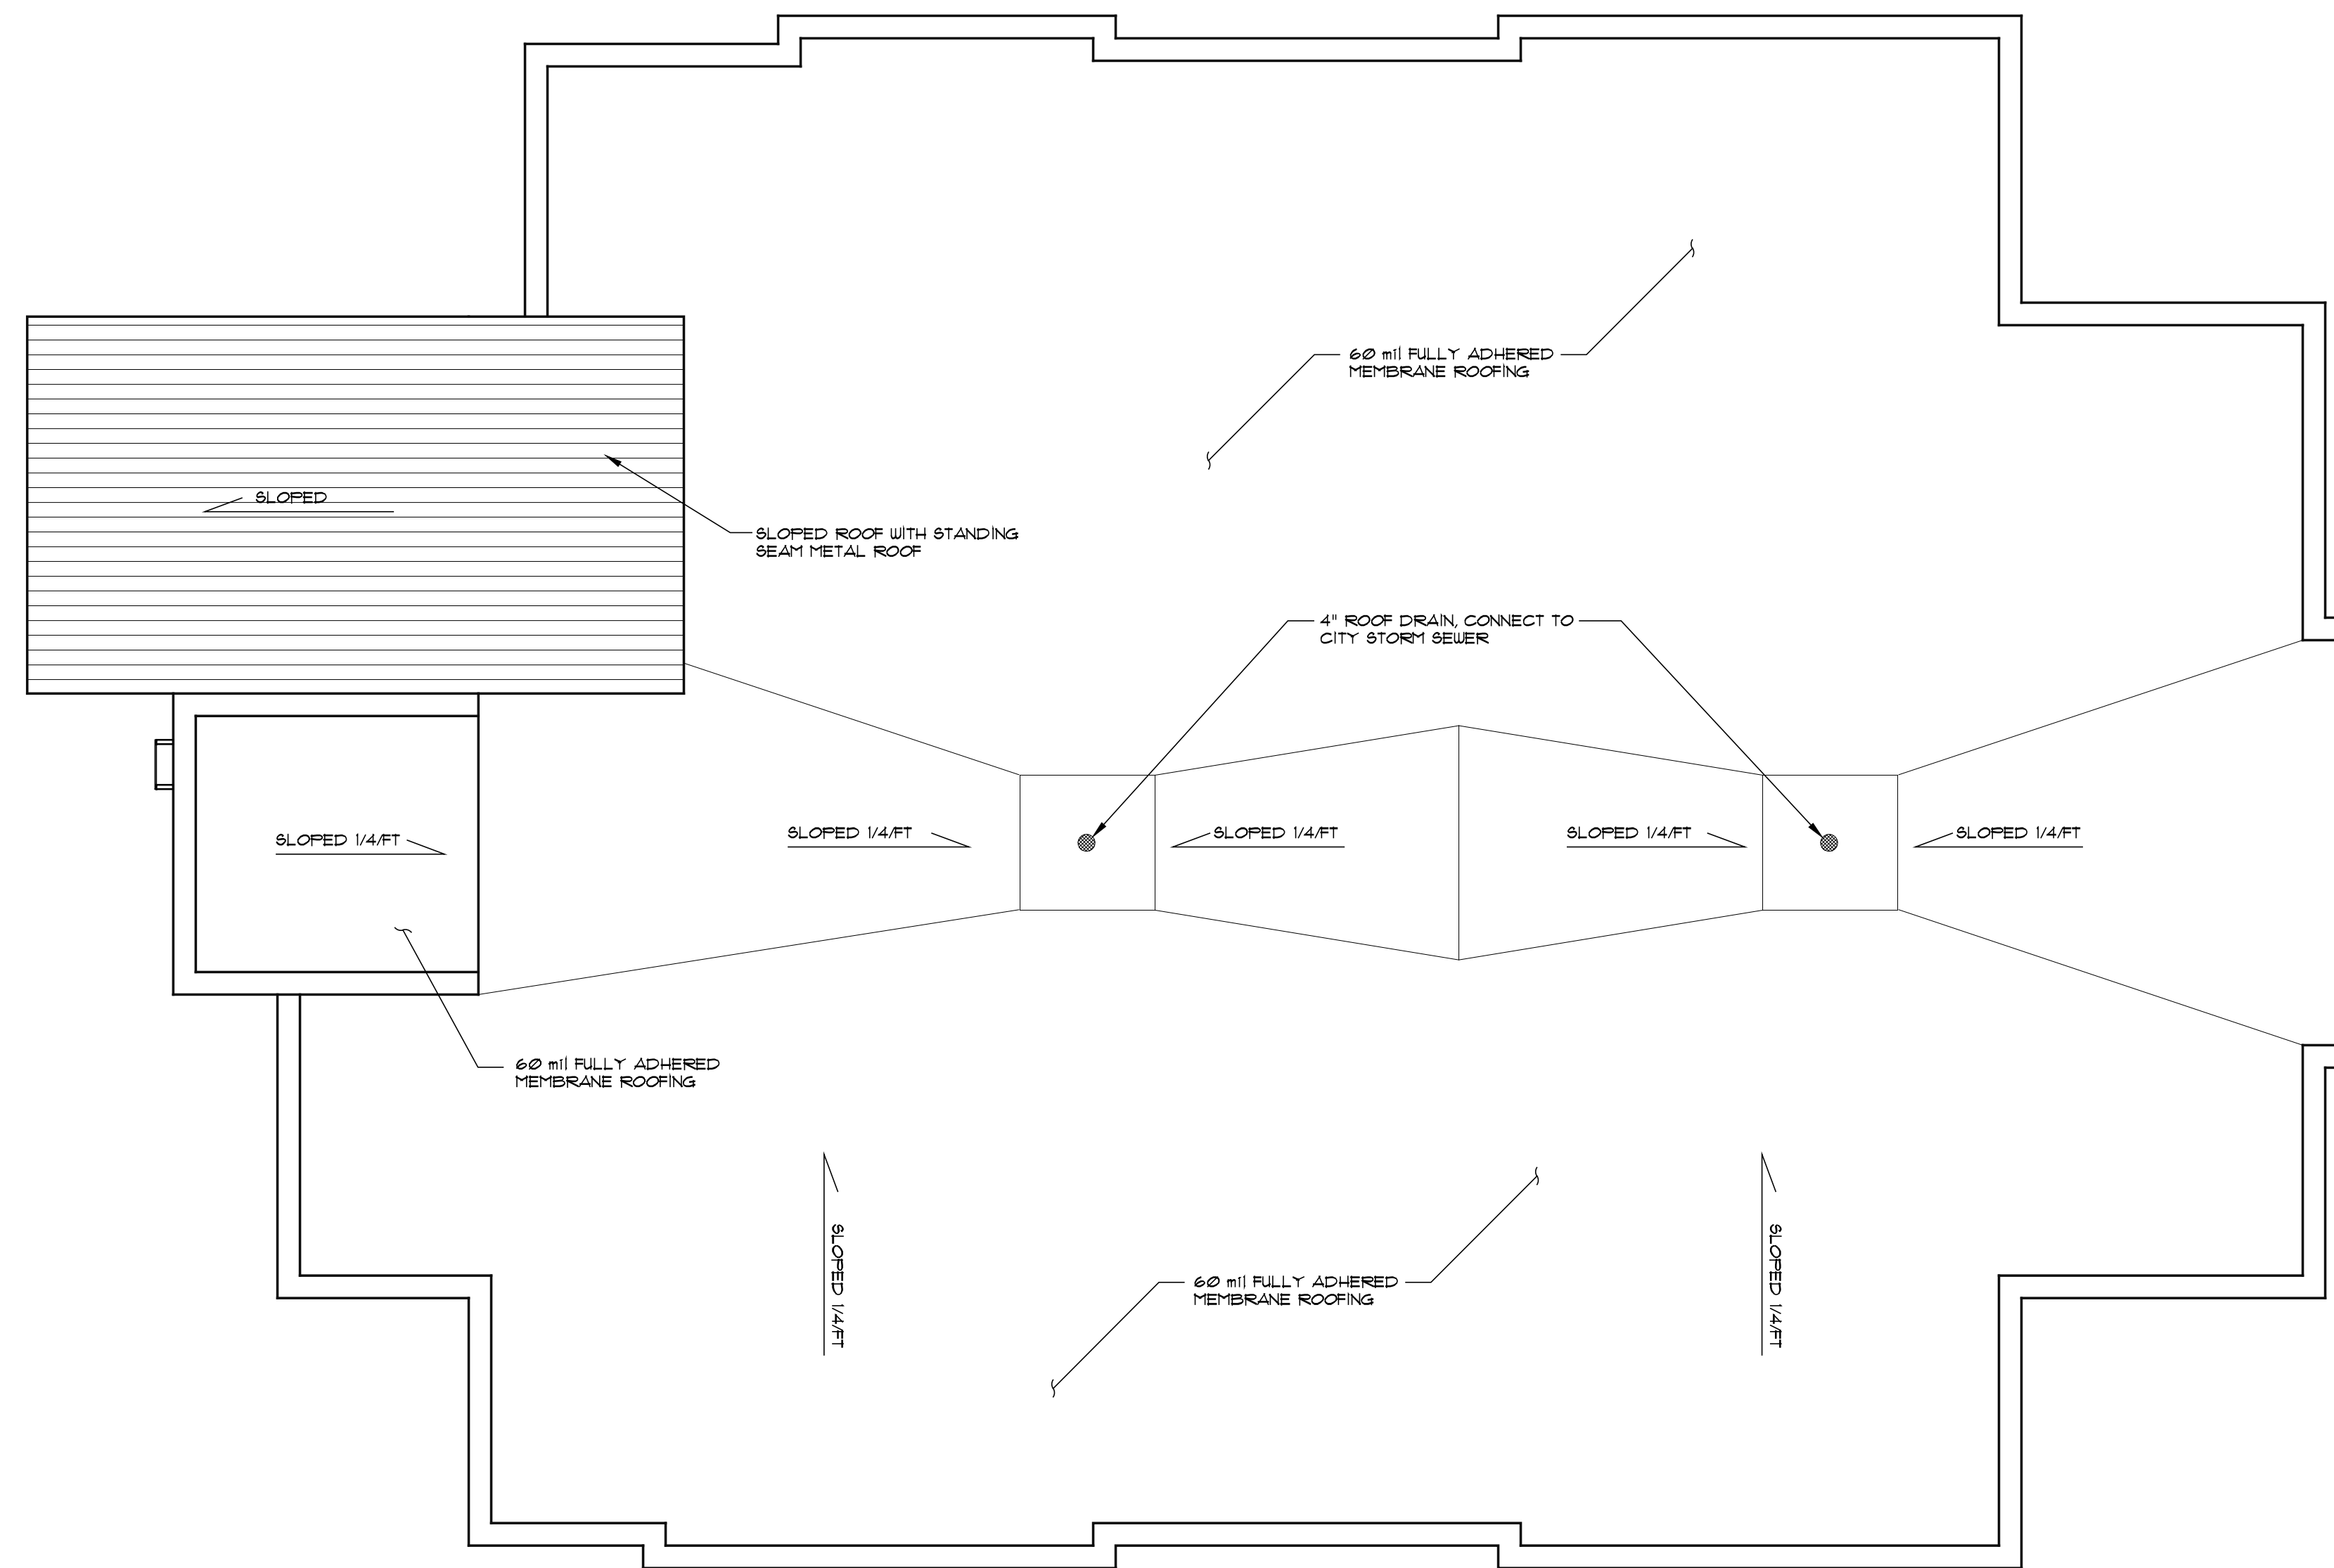 60 mil FULLY ADHERED
MEMBRANE ROOFING
SLOPED
SLOPED ROOF WITH STANDING
SEAM METAL ROOF
4" ROOF DRAIN, CONNECT TO
CITY STORM SEWER
SLOPED 1/4/FT
SLOPED 1/4/FT
SLOPED 1/4/FT
SLOPED 1/4/FT
SLOPED 1/4/FT
60 mil FULLY ADHERED
MEMBRANE ROOFING
SLOPED 1/4/FT
SLOPED 1/4/FT
60 mil FULLY ADHERED
MEMBRANE ROOFING